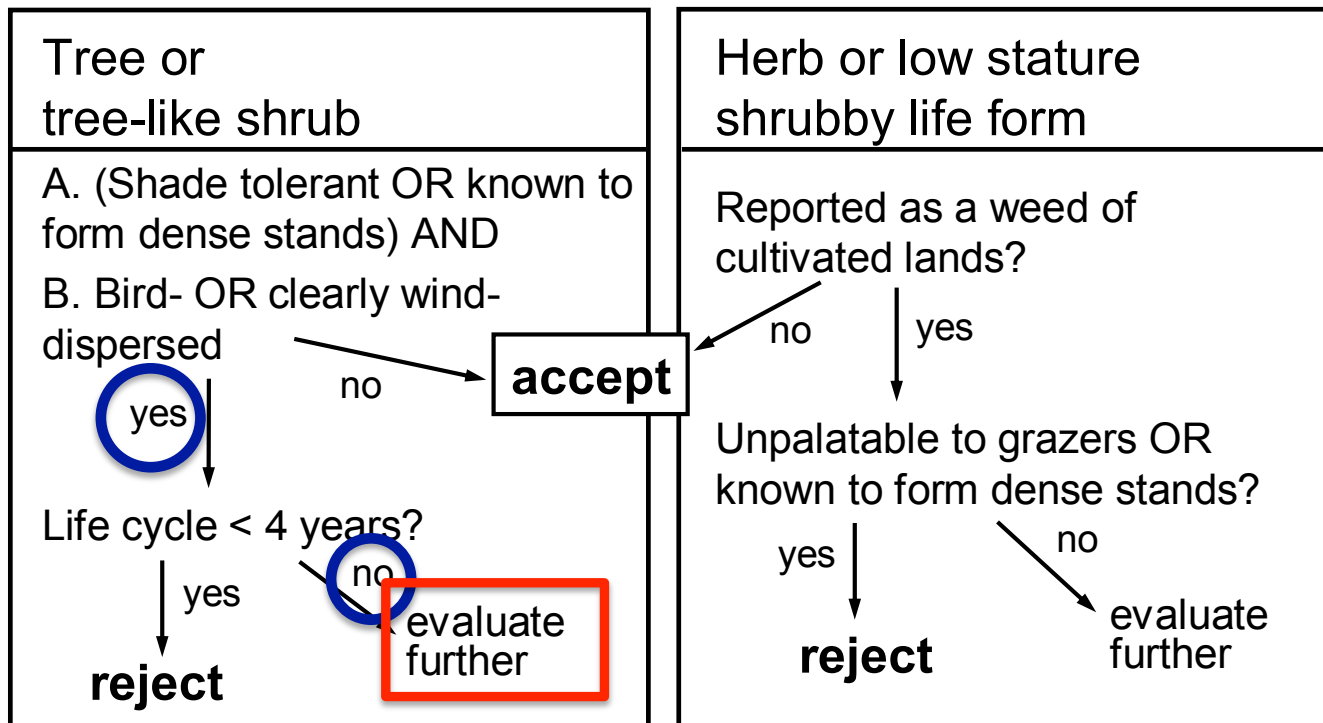 Tree or
tree-like shrub
A. (Shade tolerant OR known to
form dense stands) AND
B. Bird- OR clearly wind-
dispersed
yes
no
accept
Life cycle < 4 years?
yes
no
evaluate
further
reject
Herb or low stature
shrubby life form
Reported as a weed of
cultivated lands?
no
yes
Unpalatable to grazers OR
known to form dense stands?
yes
no
reject
evaluate
further